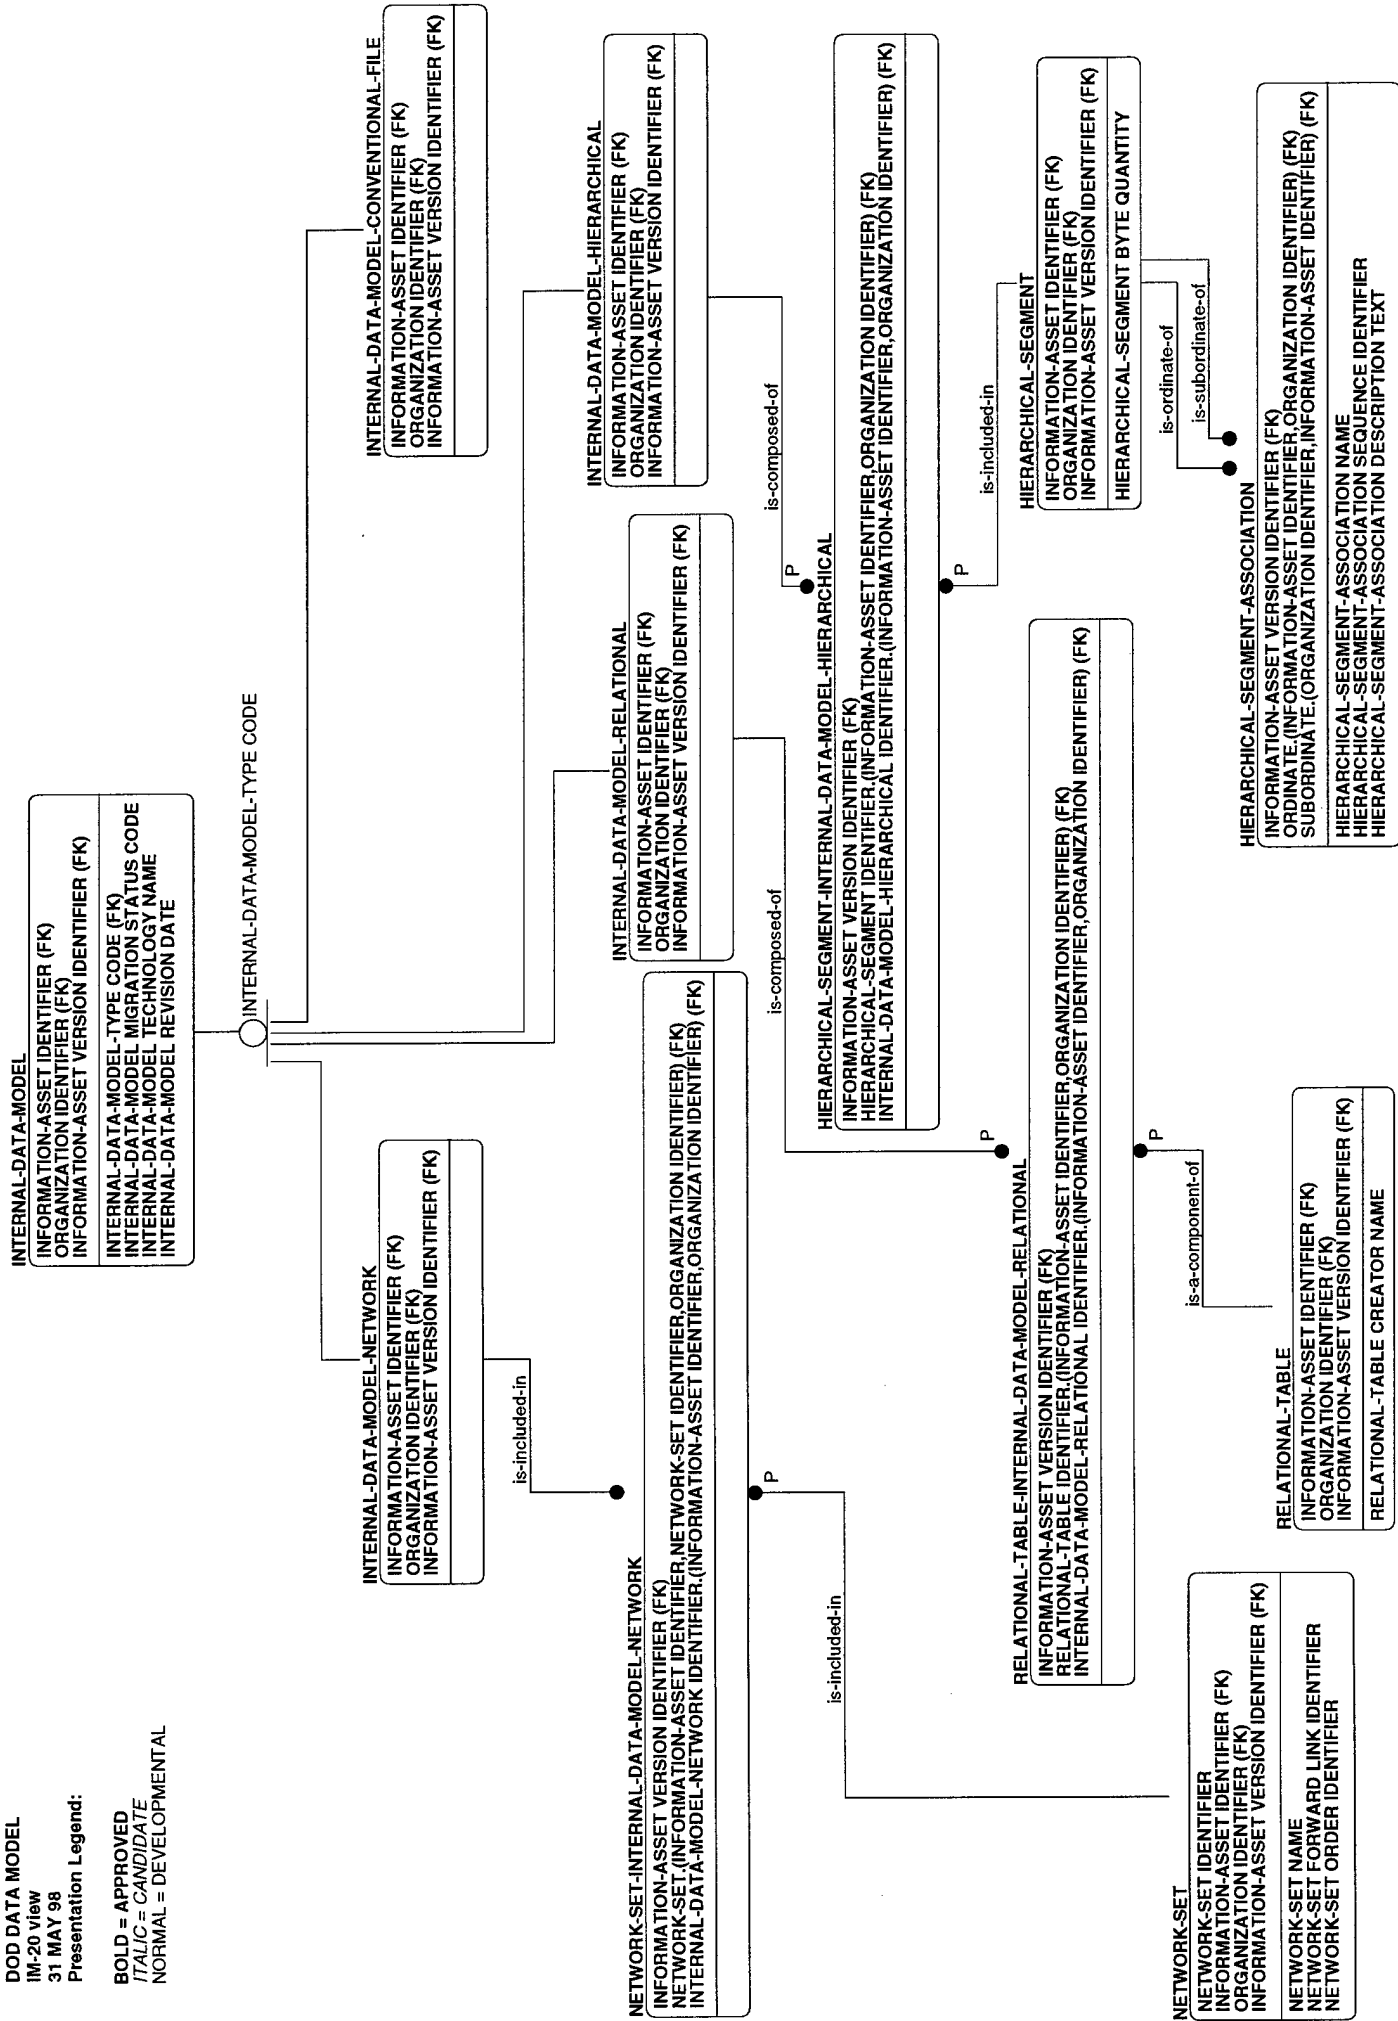 DOD DATA MODEL
IM-20 view
31 MAY 98
Presentation Legend:
BOLD = APPROVED
ITALIC = CANDIDATE
NORMAL = DEVELOPMENTAL
INTERNAL-DATA-MODEL
INFORMATION-ASSET IDENTIFIER (FK)
ORGANIZATION IDENTIFIER (FK)
INFORMATION-ASSET VERSION IDENTIFIER (FK)
INTERNAL-DATA-MODEL-TYPE CODE (FK)
INTERNAL-DATA-MODEL MIGRATION STATUS CODE
INTERNAL-DATA-MODEL TECHNOLOGY NAME
INTERNAL-DATA-MODEL REVISION DATE
INTERNAL-DATA-MODEL-TYPE CODE
INTERNAL-DATA-MODEL-NETWORK
INFORMATION-ASSET IDENTIFIER (FK)
ORGANIZATION IDENTIFIER (FK)
INFORMATION-ASSET VERSION IDENTIFIER (FK)
INTERNAL-DATA-MODEL-CONVENTIONAL-FILE
INFORMATION-ASSET IDENTIFIER (FK)
ORGANIZATION IDENTIFIER (FK)
INFORMATION-ASSET VERSION IDENTIFIER (FK)
is-included-in
INTERNAL-DATA-MODEL-RELATIONAL
INFORMATION-ASSET IDENTIFIER (FK)
ORGANIZATION IDENTIFIER (FK)
INFORMATION-ASSET VERSION IDENTIFIER (FK)
INTERNAL-DATA-MODEL-HIERARCHICAL
INFORMATION-ASSET IDENTIFIER (FK)
ORGANIZATION IDENTIFIER (FK)
INFORMATION-ASSET VERSION IDENTIFIER (FK)
NETWORK-SET-INTERNAL-DATA-MODEL-NETWORK
INFORMATION-ASSET VERSION IDENTIFIER (FK)
NETWORK-SET.(INFORMATION-ASSET IDENTIFIER,NETWORK-SET IDENTIFIER,ORGANIZATION IDENTIFIER) (FK)
INTERNAL-DATA-MODEL-NETWORK IDENTIFIER.(INFORMATION-ASSET IDENTIFIER,ORGANIZATION IDENTIFIER) (FK)
P
is-composed-of
is-composed-of
P
HIERARCHICAL-SEGMENT-INTERNAL-DATA-MODEL-HIERARCHICAL
INFORMATION-ASSET VERSION IDENTIFIER (FK)
HIERARCHICAL-SEGMENT IDENTIFIER.(INFORMATION-ASSET IDENTIFIER,ORGANIZATION IDENTIFIER) (FK)
INTERNAL-DATA-MODEL-HIERARCHICAL IDENTIFIER.(INFORMATION-ASSET IDENTIFIER,ORGANIZATION IDENTIFIER) (FK)
is-included-in
P
P
is-included-in
RELATIONAL-TABLE-INTERNAL-DATA-MODEL-RELATIONAL
INFORMATION-ASSET VERSION IDENTIFIER (FK)
RELATIONAL-TABLE IDENTIFIER.(INFORMATION-ASSET IDENTIFIER,ORGANIZATION IDENTIFIER) (FK)
INTERNAL-DATA-MODEL-RELATIONAL IDENTIFIER.(INFORMATION-ASSET IDENTIFIER,ORGANIZATION IDENTIFIER) (FK)
HIERARCHICAL-SEGMENT
INFORMATION-ASSET IDENTIFIER (FK)
ORGANIZATION IDENTIFIER (FK)
INFORMATION-ASSET VERSION IDENTIFIER (FK)
HIERARCHICAL-SEGMENT BYTE QUANTITY
P
is-a-component-of
is-ordinate-of
is-subordinate-of
NETWORK-SET
NETWORK-SET IDENTIFIER
INFORMATION-ASSET IDENTIFIER (FK)
ORGANIZATION IDENTIFIER (FK)
INFORMATION-ASSET VERSION IDENTIFIER (FK)
NETWORK-SET NAME
NETWORK-SET FORWARD LINK IDENTIFIER
NETWORK-SET ORDER IDENTIFIER
RELATIONAL-TABLE
INFORMATION-ASSET IDENTIFIER (FK)
ORGANIZATION IDENTIFIER (FK)
INFORMATION-ASSET VERSION IDENTIFIER (FK)
RELATIONAL-TABLE CREATOR NAME
HIERARCHICAL-SEGMENT-ASSOCIATION
INFORMATION-ASSET VERSION IDENTIFIER (FK)
ORDINATE.(INFORMATION-ASSET IDENTIFIER,ORGANIZATION IDENTIFIER) (FK)
SUBORDINATE.(ORGANIZATION IDENTIFIER,INFORMATION-ASSET IDENTIFIER) (FK)
HIERARCHICAL-SEGMENT-ASSOCIATION NAME
HIERARCHICAL-SEGMENT-ASSOCIATION SEQUENCE IDENTIFIER
HIERARCHICAL-SEGMENT-ASSOCIATION DESCRIPTION TEXT